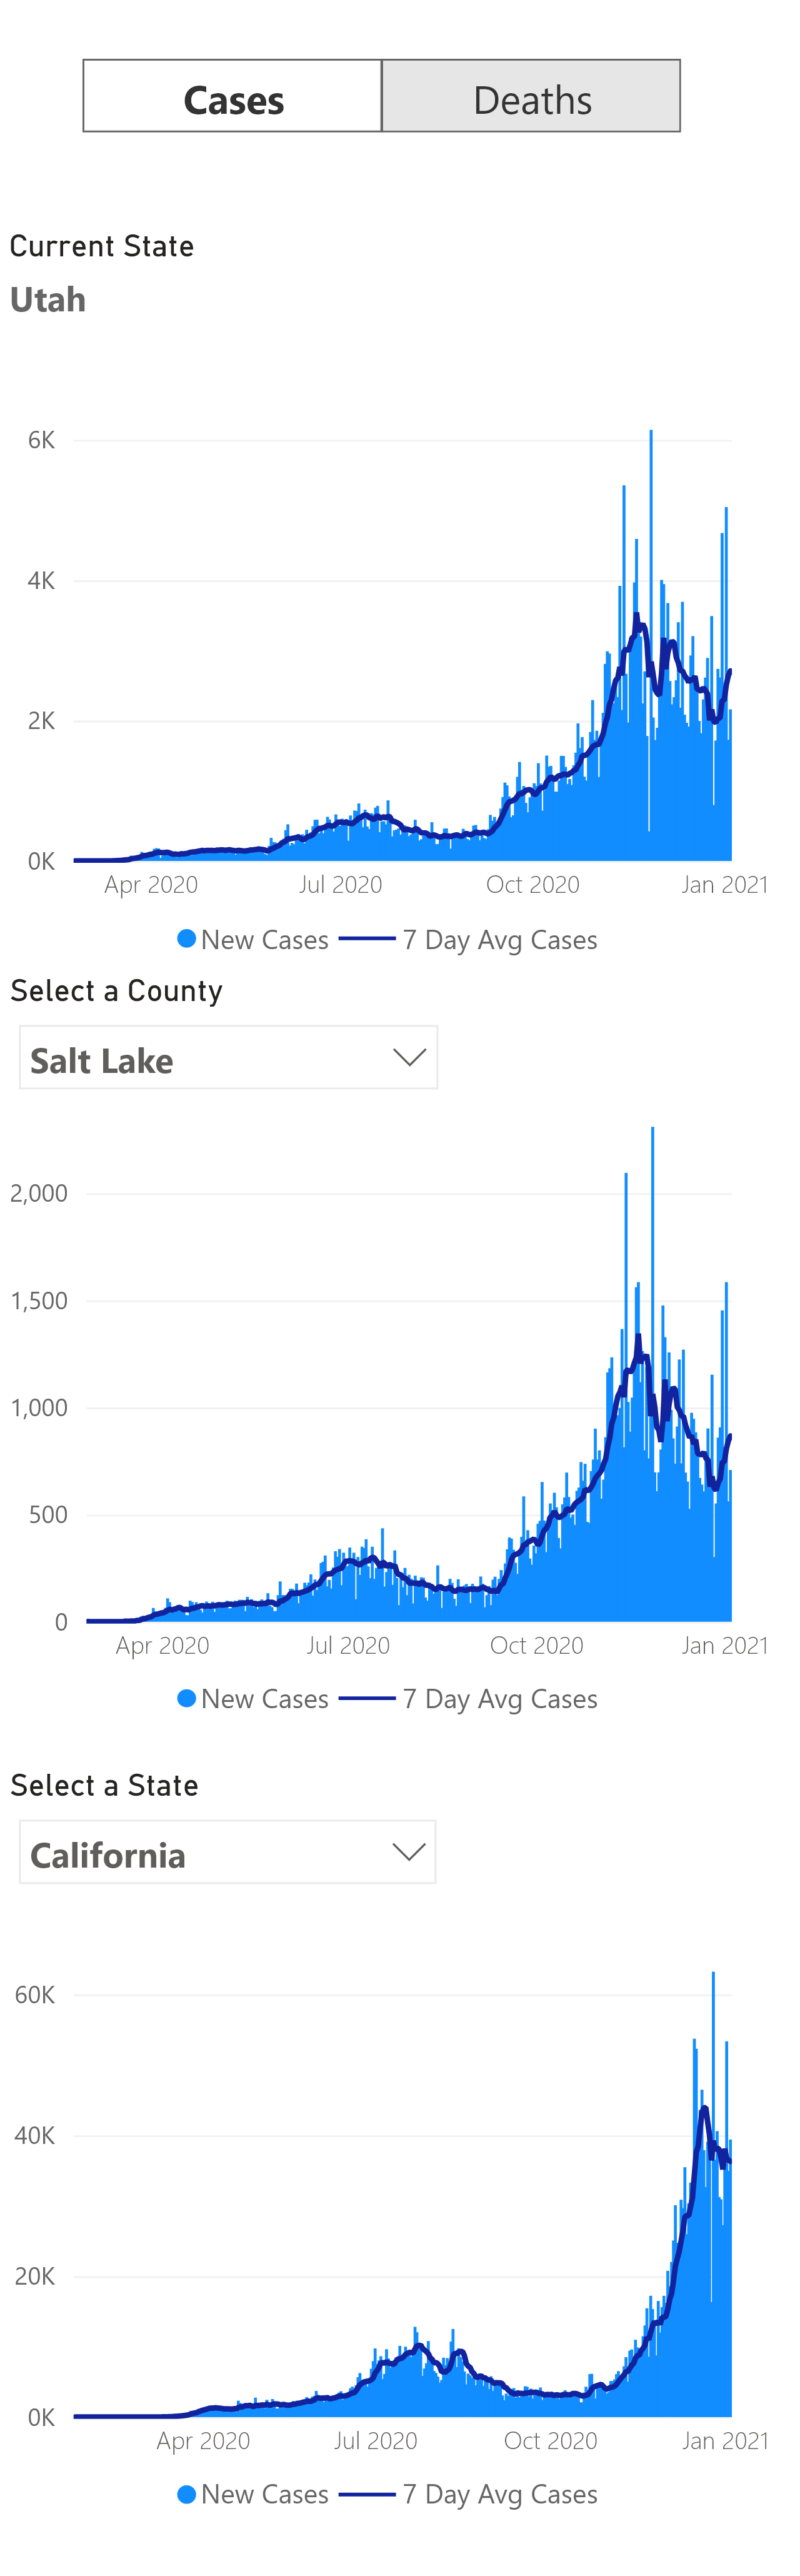 Cases Deaths
Current State
Utah
6K
4K
2K
0K
Apr 2020 Jul 2020 Oct 2020 Jan 2021
New Cases 7 Day Avg Cases
Select a County
Salt Lake
2,000
1,500
1,000
500
0
Apr 2020 Jul 2020 Oct 2020 Jan 2021
New Cases 7 Day Avg Cases
Select a State
California
60K
40K
20K
0K
Apr 2020 Jul 2020 Oct 2020 Jan 2021
New Cases 7 Day Avg Cases